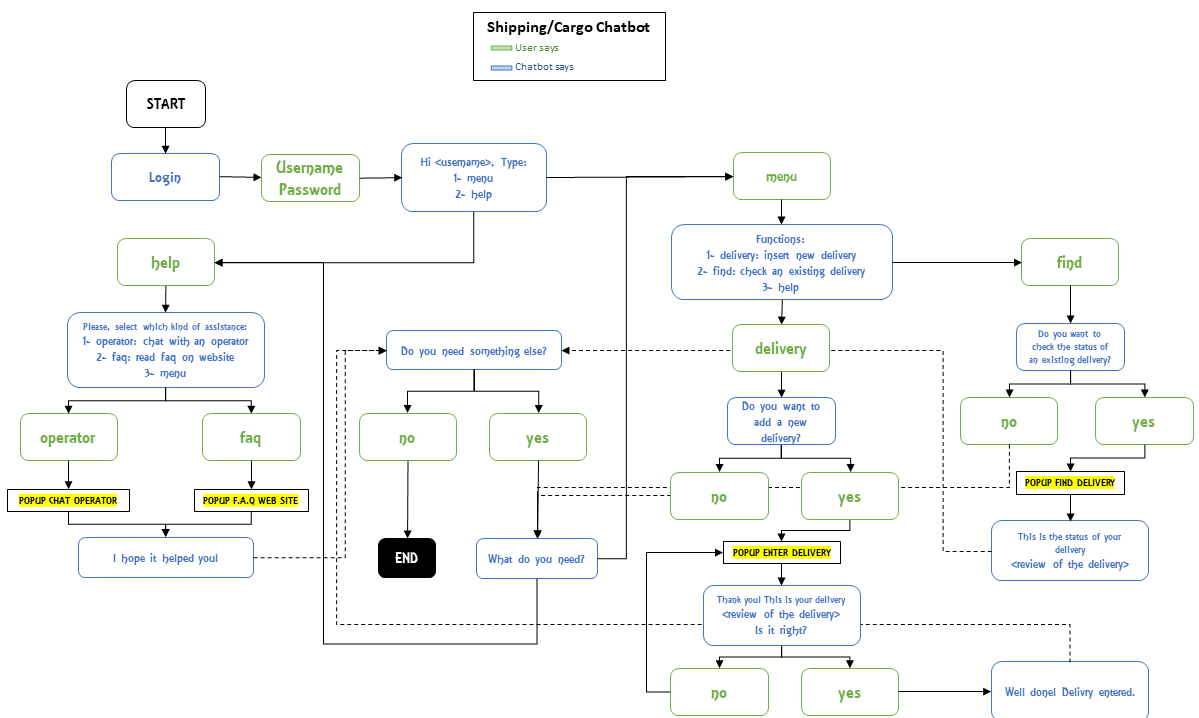 Shipping/Cargo Chatbot
User says
Chatbot says
START
Login
Username
Password
Hi <username>, Type:
1- menu
2- help
menu
Functions:
1- delivery: insert new delivery
2- find: check an existing delivery
3- help
find
help
Please, select which kind of assistance:
1- operator: chat with an operator
2- faq: read faq on website
3- menu
Do you need something else?
delivery
Do you want to
check the status of
an existing delivery?
operator
faq
no
yes
Do you want to
add a new
delivery?
no
yes
POPUP CHAT OPERATOR
POPUP F.A.Q WEB SITE
no
yes
POPUP FIND DELIVERY
I hope it helped you!
END
What do you need?
POPUP ENTER DELIVERY
This is the status of your
delivery
<review of the delivery>
Thank you! This is your delivery
<review of the delivery>
Is it right?
no
yes
Well done! Delivry entered.